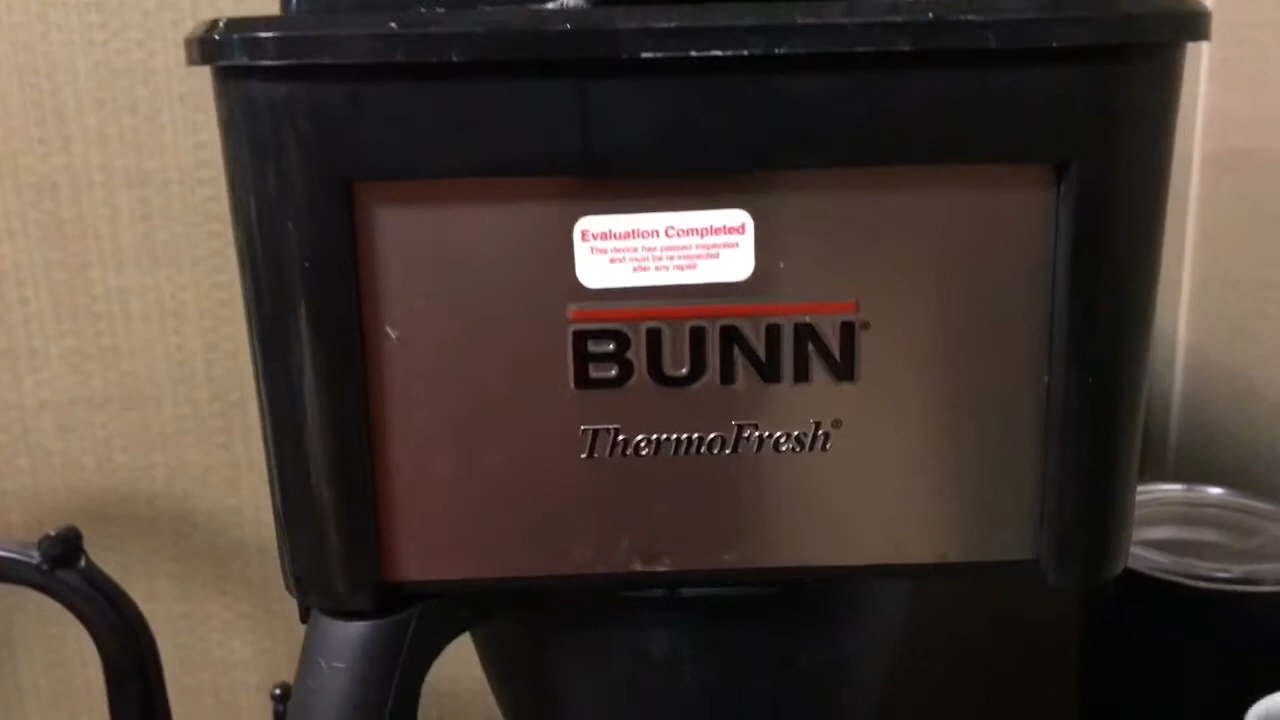 Evaluation Completed
This device has passed inspection
and must be re-inspected
after any repair
BUNN®
ThermoFresh®